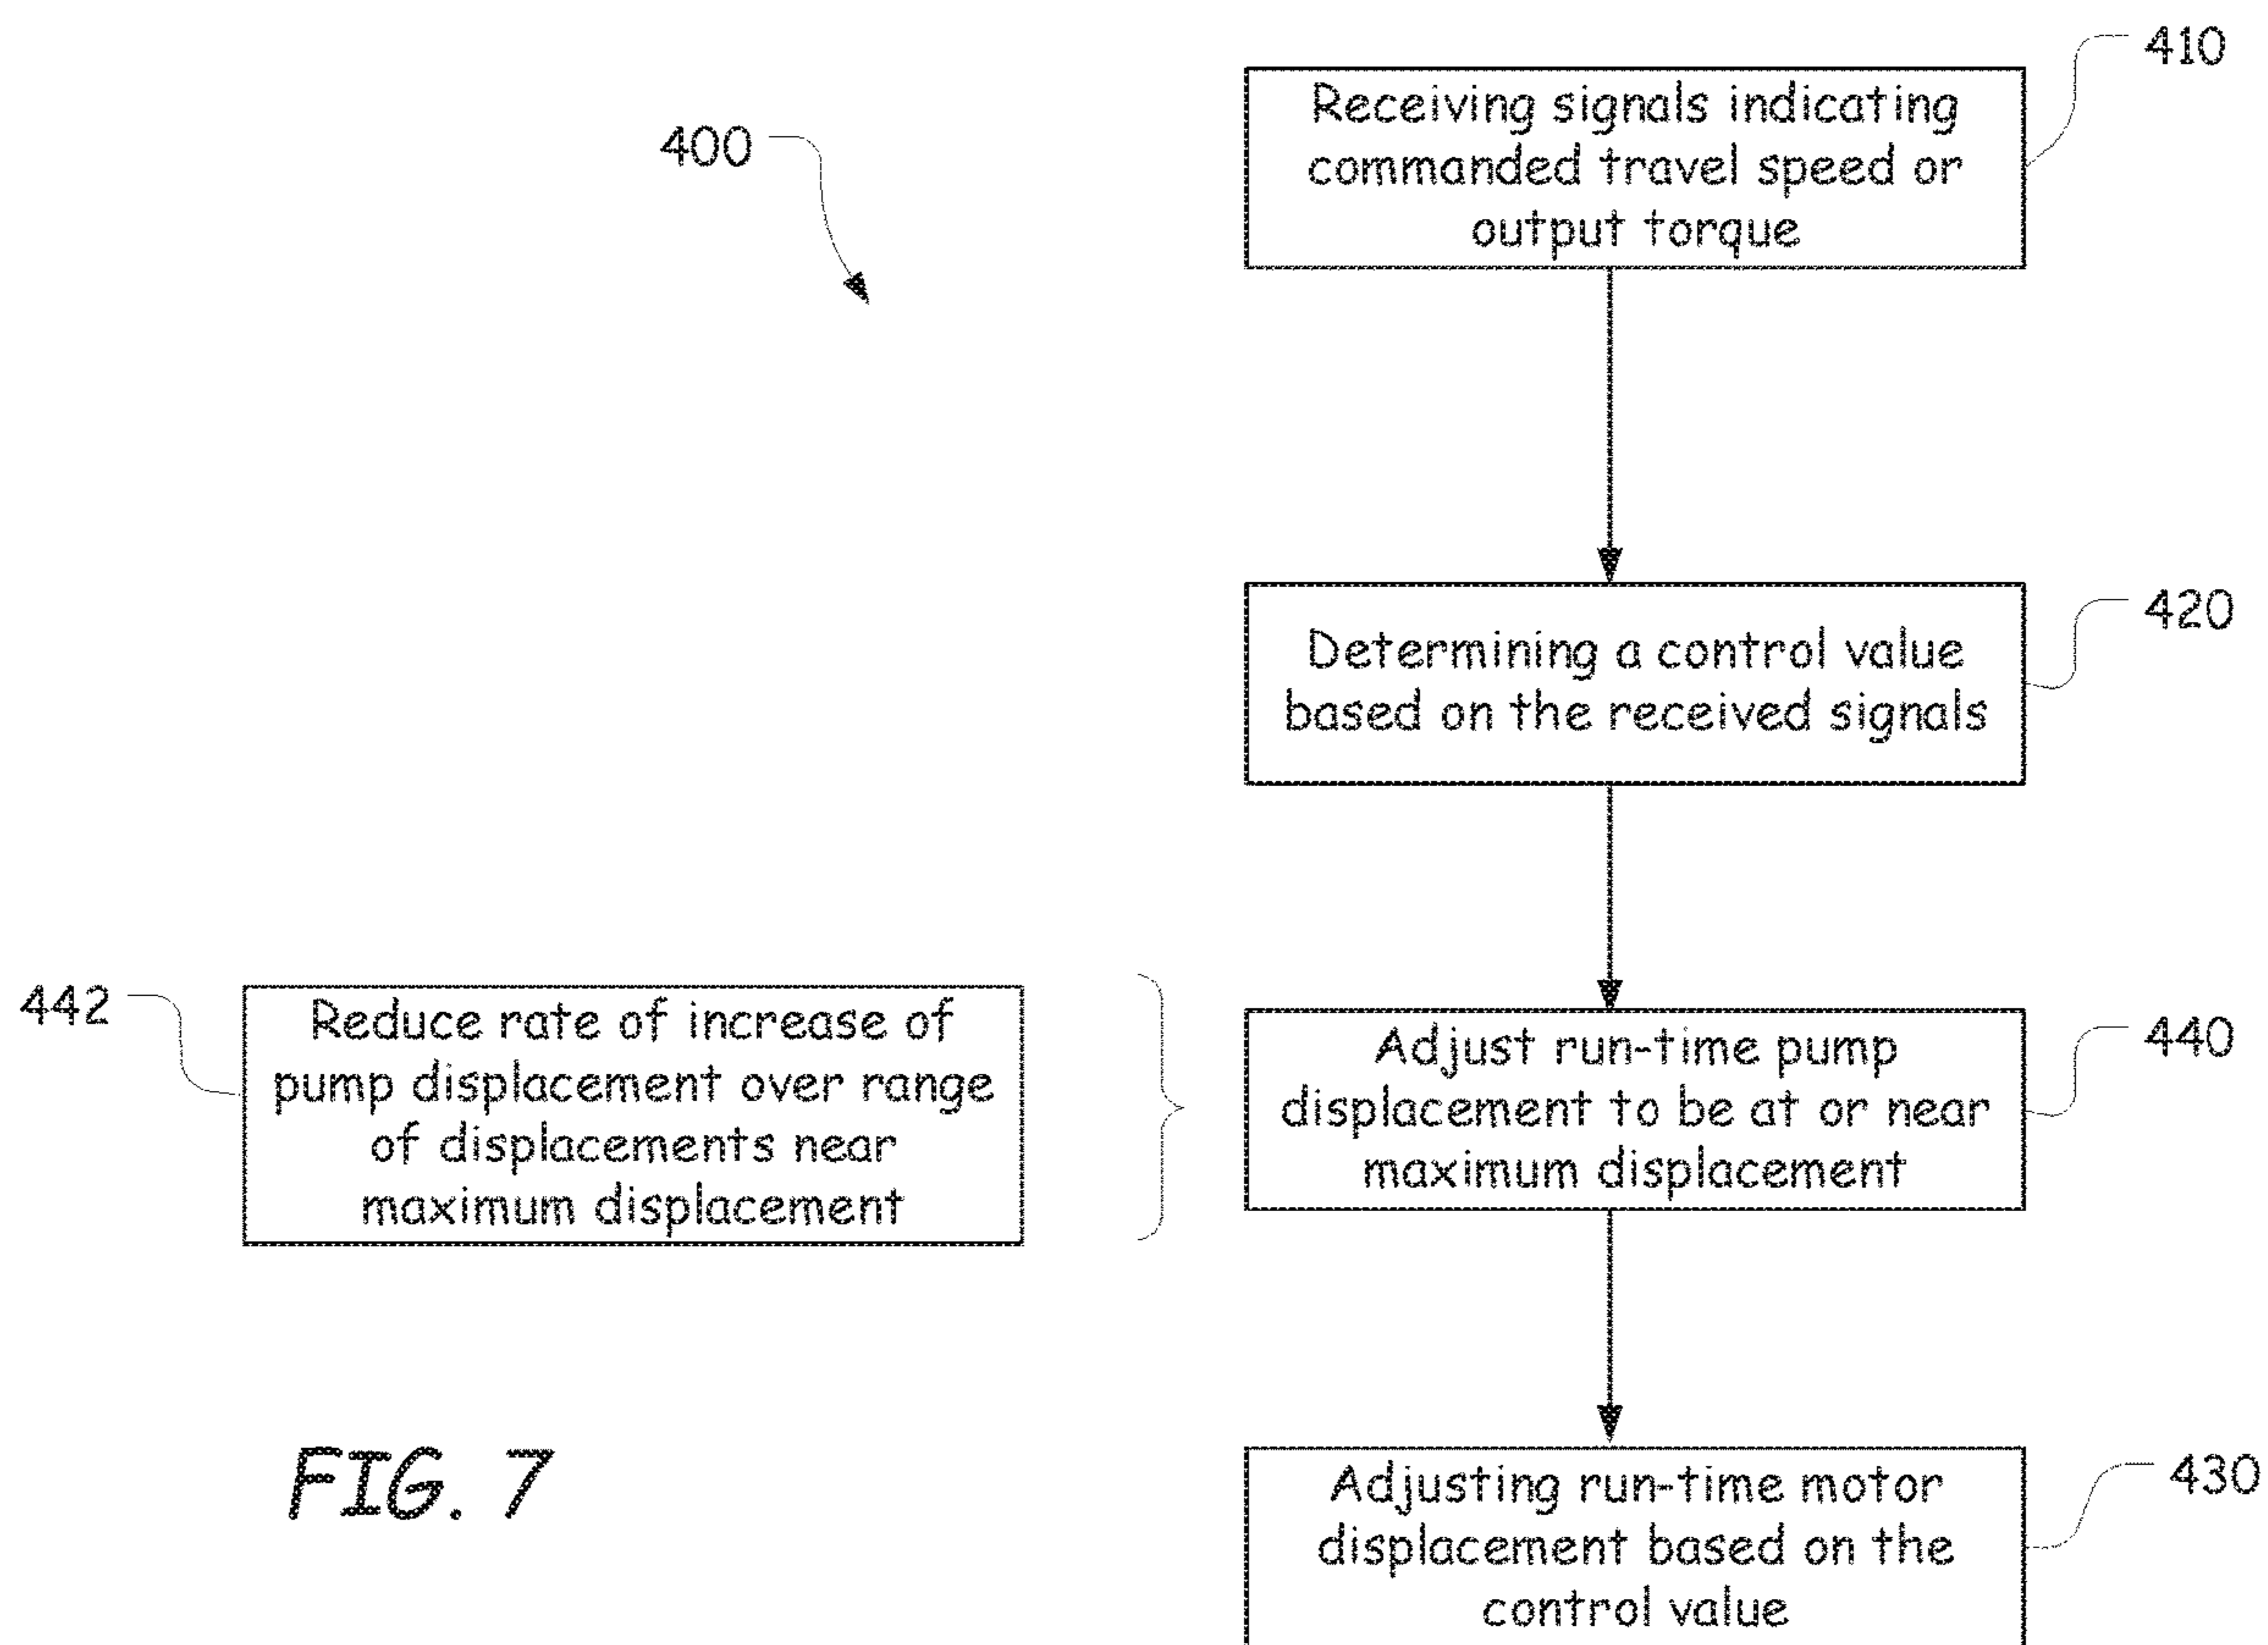 410
Receiving signals indicating
commanded travel speed or
output torque
400
420
Determining a control value
based on the received signals
442
Reduce rate of increase of
pump displacement over range
of displacements near
maximum displacement
440
Adjust run-time pump
displacement to be at or near
maximum displacement
430
Adjusting run-time motor
displacement based on the
control value
FIG. 7